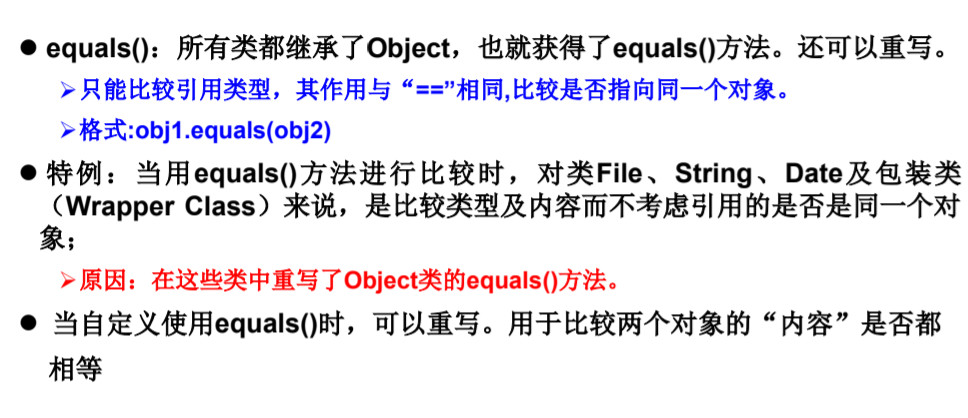 ● equals()：所有类都继承了Object，也就获得了equals()方法。还可以重写。
➢只能比较引用类型，其作用与“==”相同,比较是否指向同一个对象。
➢格式:obj1.equals(obj2)
● 特例：当用equals()方法进行比较时，对类File、String、Date及包装类
（Wrapper Class）来说，是比较类型及内容而不考虑引用的是否是同一个对
象；
➢原因：在这些类中重写了Object类的equals()方法。
● 当自定义使用equals()时，可以重写。用于比较两个对象的“内容”是否都
相等